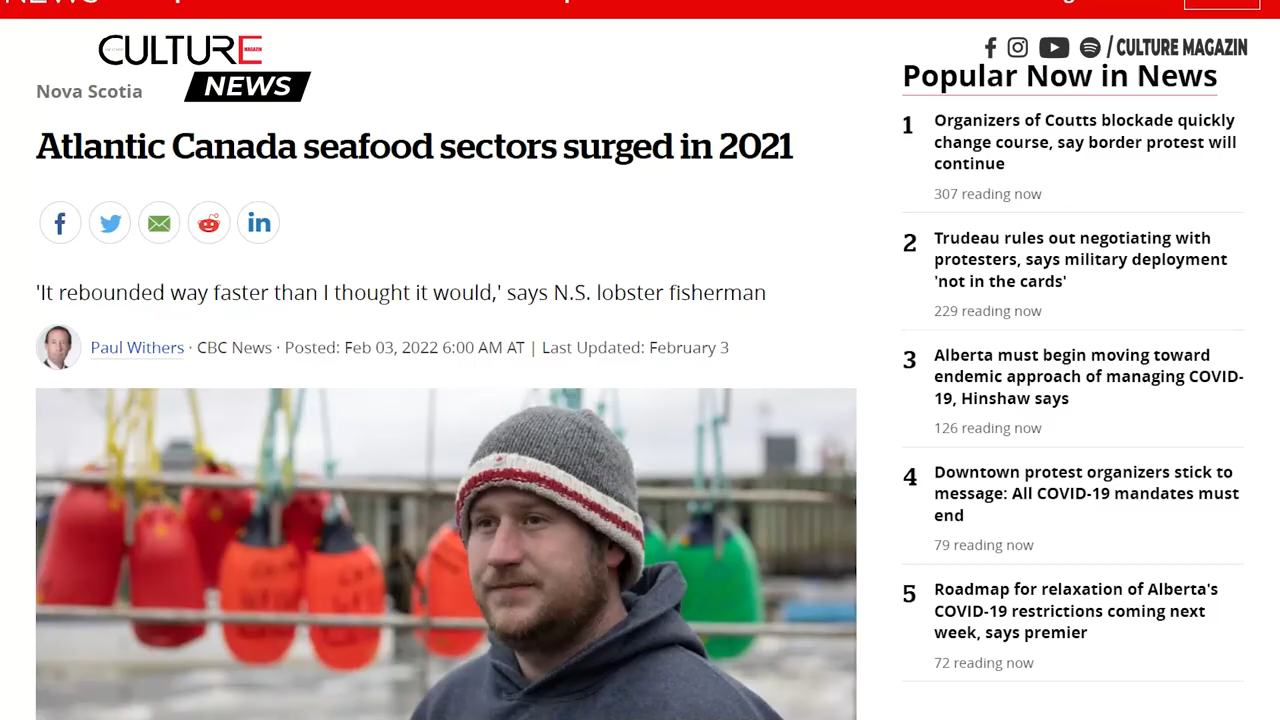 CULTURE
MAGAZIN
NEWS
/ CULTURE MAGAZIN
Nova Scotia
Atlantic Canada seafood sectors surged in 2021
'It rebounded way faster than I thought it would,' says N.S. lobster fisherman
Paul Withers · CBC News · Posted: Feb 03, 2022 6:00 AM AT | Last Updated: February 3
Popular Now in News
1
Organizers of Coutts blockade quickly
change course, say border protest will
continue
307 reading now
2
Trudeau rules out negotiating with
protesters, says military deployment
'not in the cards'
229 reading now
3
Alberta must begin moving toward
endemic approach of managing COVID-
19, Hinshaw says
126 reading now
4
Downtown protest organizers stick to
message: All COVID-19 mandates must
end
79 reading now
5
Roadmap for relaxation of Alberta's
COVID-19 restrictions coming next
week, says premier
72 reading now